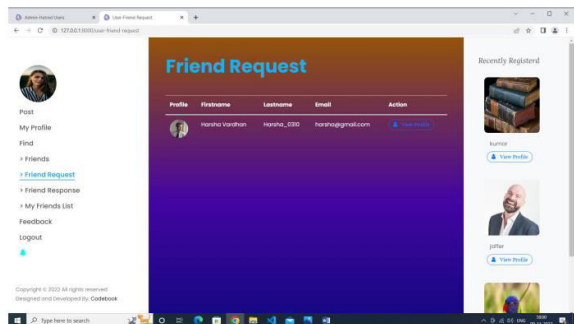 Admin Hatred Users
User Friend Request
127.0.0.1:8000/user-friend-request
Post
My Profile
Find
> Friends
> Friend Request
> Friend Response
> My Friends List
Feedback
Logout
Copyright © 2022 All rights reserved
Designed and Developed By Codebook
Friend Request
Profile Firstname Lastname Email Action
Harsha Vardhan Harsha_0310 harsha@gmail.com View Profile
Recently Registerd
kumar
View Profile
jaffar
View Profile
Type here to search
ENG